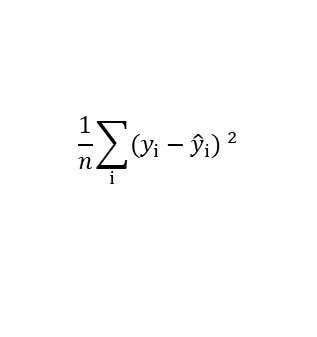 1/n ∑_i (y_i − ŷ_i)²